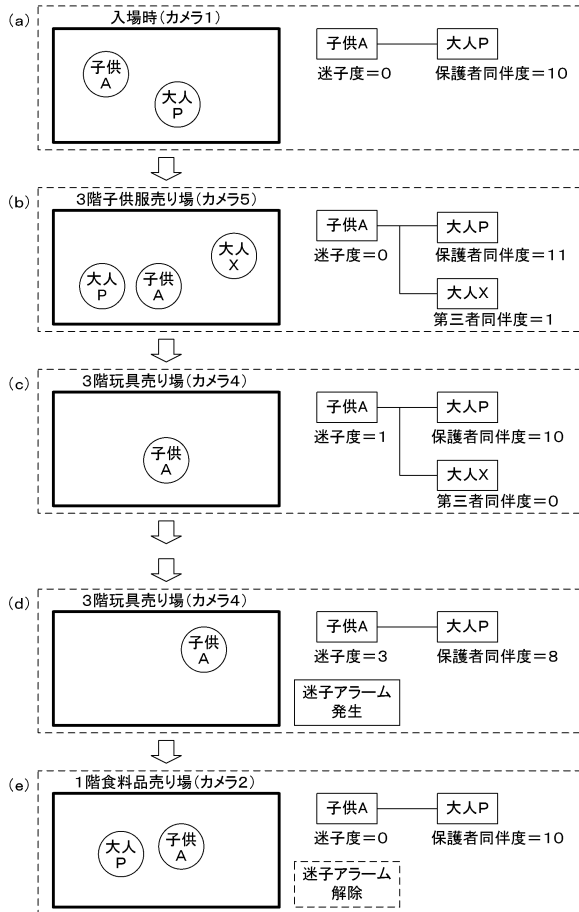 (a)
入場時(カメラ1)
子供
A
大人
P
子供A
大人P
迷子度=0
保護者同伴度=10
(b)
3階子供服売り場(カメラ5)
大人
P
子供
A
大人
X
子供A
大人P
迷子度=0
保護者同伴度=11
大人X
第三者同伴度=1
(c)
3階玩具売り場(カメラ4)
子供
A
子供A
大人P
迷子度=1
保護者同伴度=10
大人X
第三者同伴度=0
(d)
3階玩具売り場(カメラ4)
子供
A
子供A
大人P
迷子度=3
保護者同伴度=8
迷子アラーム
発生
(e)
1階食料品売り場(カメラ2)
大人
P
子供
A
子供A
大人P
迷子度=0
保護者同伴度=10
迷子アラーム
解除